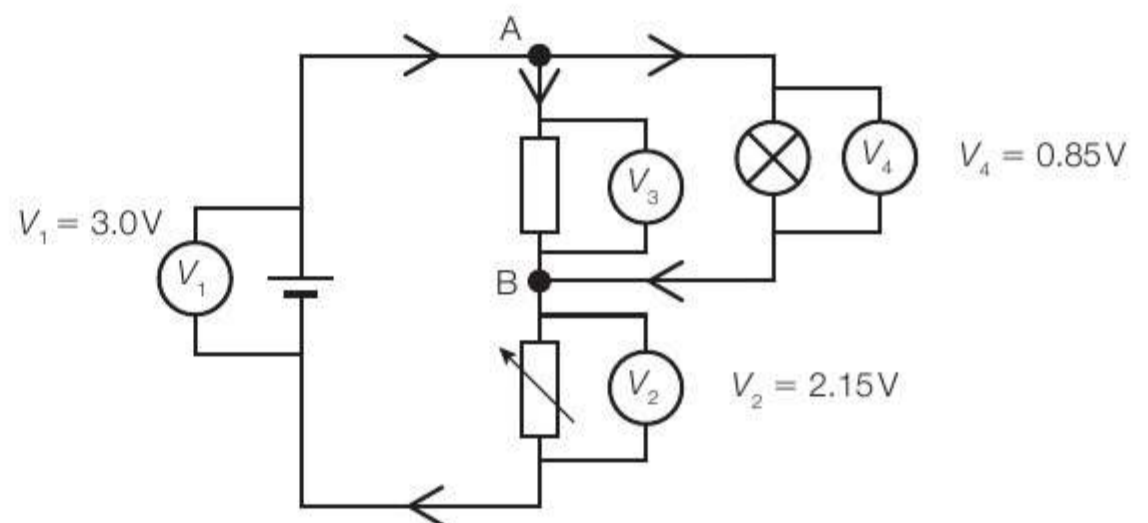 A
V₄
V₄ = 0.85V
V₃
V₁ = 3.0V
V₁
B
V₂
V₂ = 2.15V